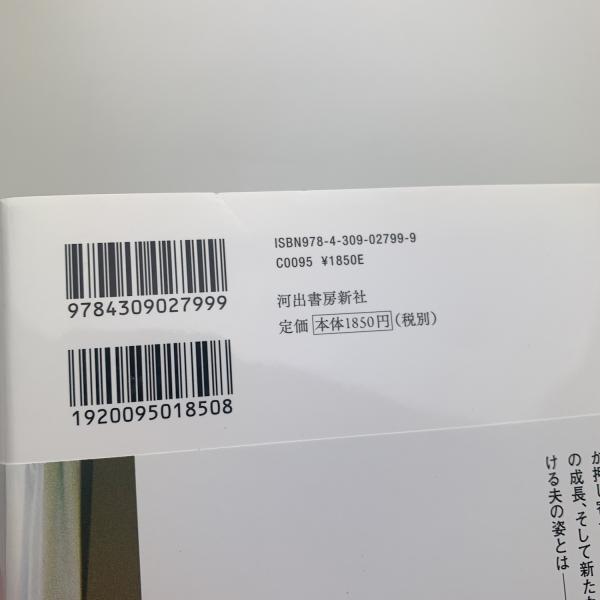 ISBN978-4-309-02799-9
C0095 ¥1850E
河出書房新社
定価 本体1850円(税別)
9784309027999
1920095018508
の成長、そして新たな
ける夫の姿とは――